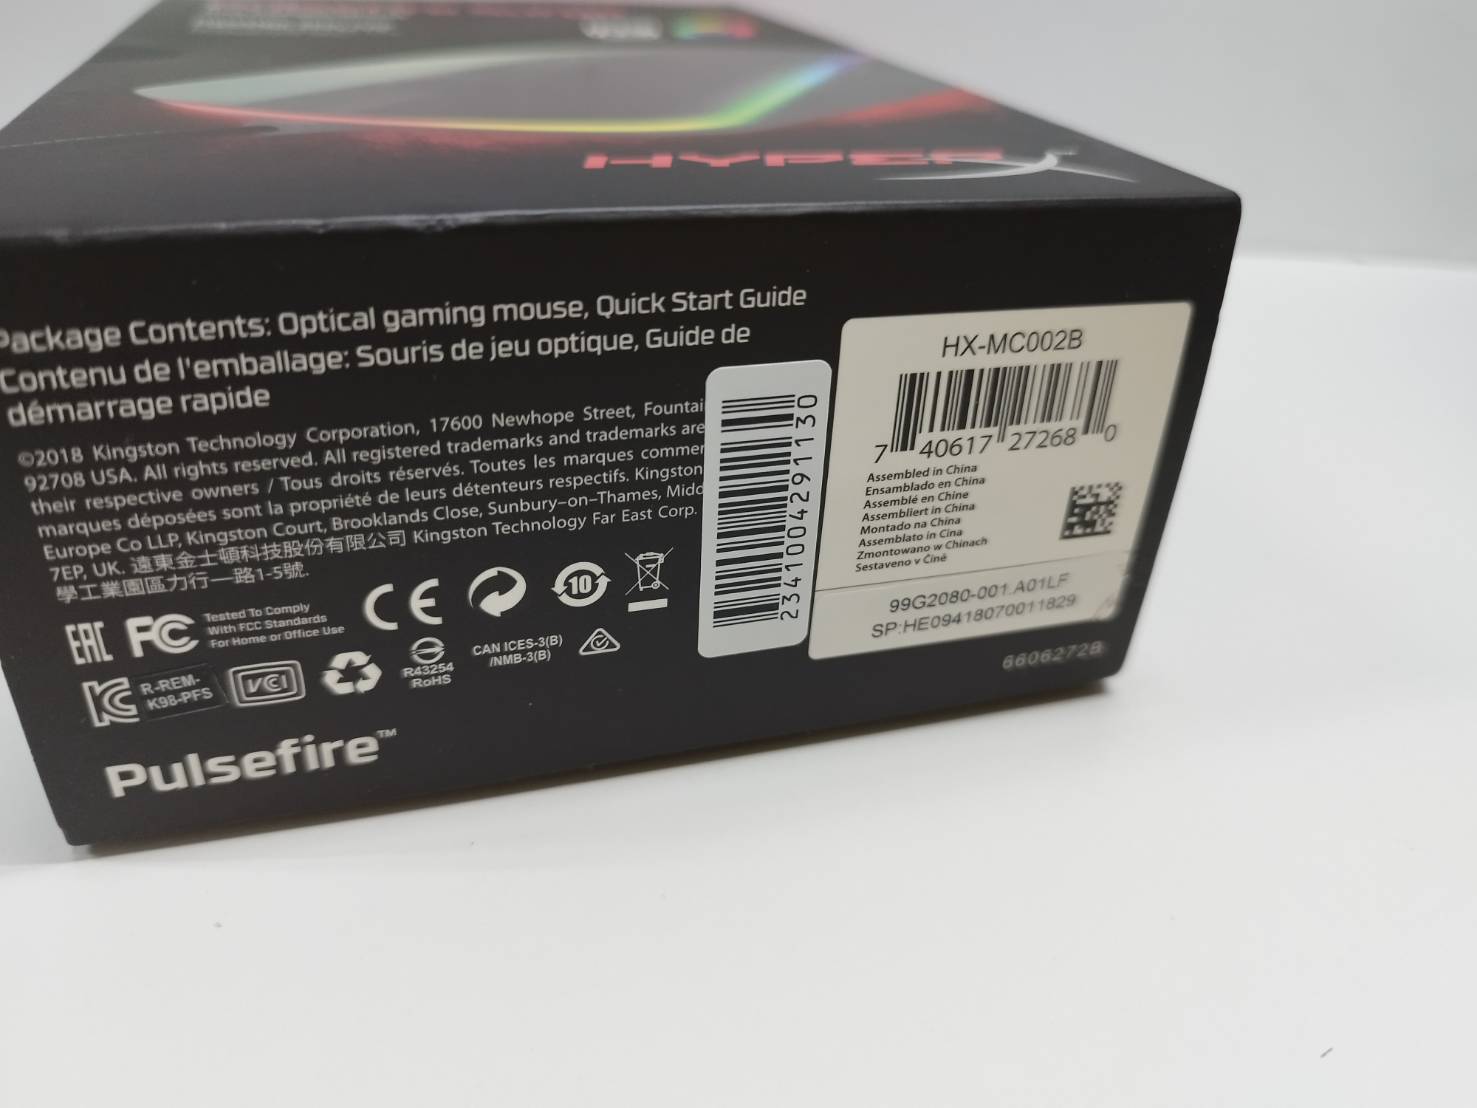 HYPERX
Package Contents: Optical gaming mouse, Quick Start Guide
Contenu de l'emballage: Souris de jeu optique, Guide de
démarrage rapide
©2018 Kingston Technology Corporation, 17600 Newhope Street,
92708 USA. All rights reserved. All registered trademarks and trademarks are
their respective owners / Tous droits réservés. Toutes les marques
marques déposées sont la propriété de leurs détenteurs respectifs. Kingston
Europe Co LLP, Kingston Court, Brooklands Close, Sunbury-on-Thames,
7EP, UK. 遠東金士頓科技股份有限公司 Kingston Technology Far East Corp.
學工業園區力行一路1-5號.
EAC FC Tested To Comply
With FCC Standards
For Home or Office Use
CE
10
R-REM-
K98-PFS
VCI
R43254
RoHS
CAN ICES-3(B)
/NMB-3(B)
Pulsefire™
2341004291130
HX-MC002B
7 40617 27268 0
Assembled in China
Ensamblado en China
Assemblé en Chine
Assembliert in China
Montado na China
Assemblato in Cina
Zmontowano w Chinach
Sestaveno v Číně
99G2080-001.A01LF
SP:HE09418070011829
6606272B